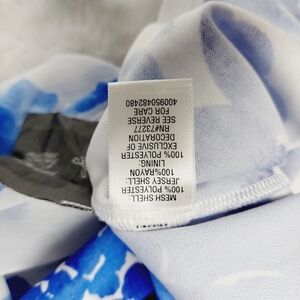 MESH SHELL
100% POLYESTER
JERSEY SHELL
100% RAYON
LINING:
100% POLYESTER
EXCLUSIVE OF
DECORATION
RN#73277
SEE REVERSE
FOR CARE
400950482480